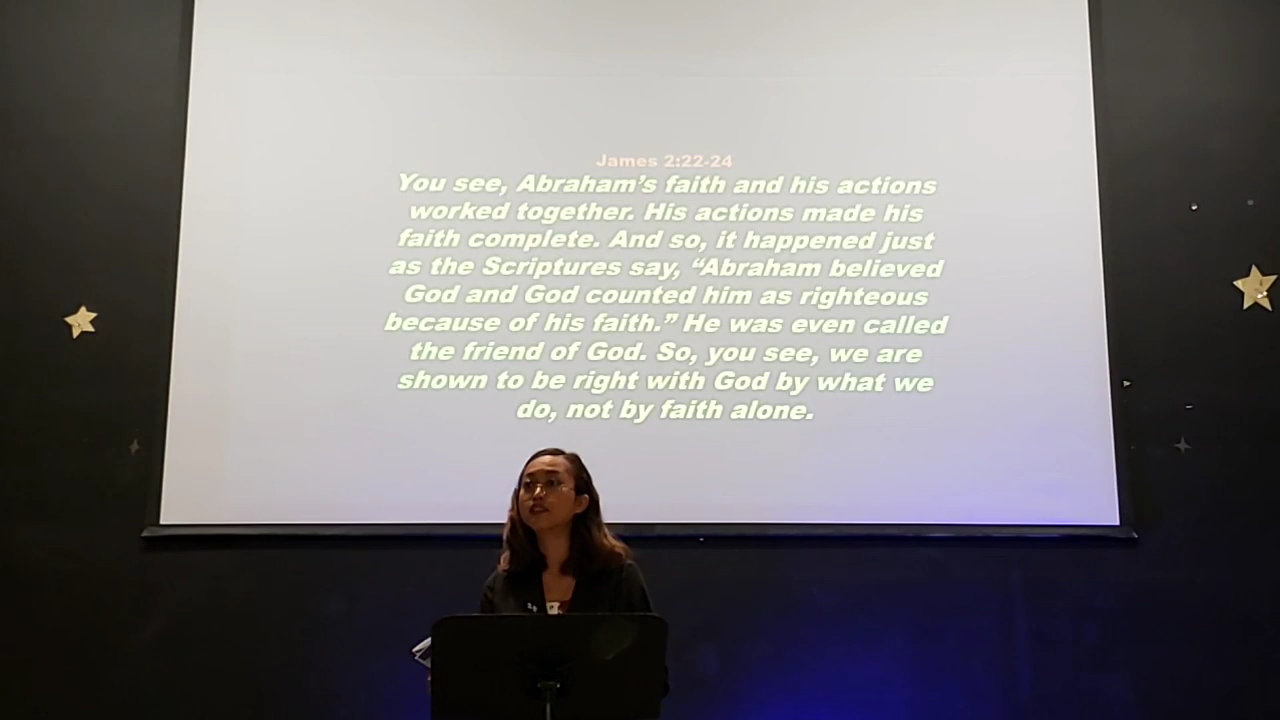 James 2:22-24
You see, Abraham's faith and his actions
worked together. His actions made his
faith complete. And so, it happened just
as the Scriptures say, “Abraham believed
God and God counted him as righteous
because of his faith.” He was even called
the friend of God. So, you see, we are
shown to be right with God by what we
do, not by faith alone.